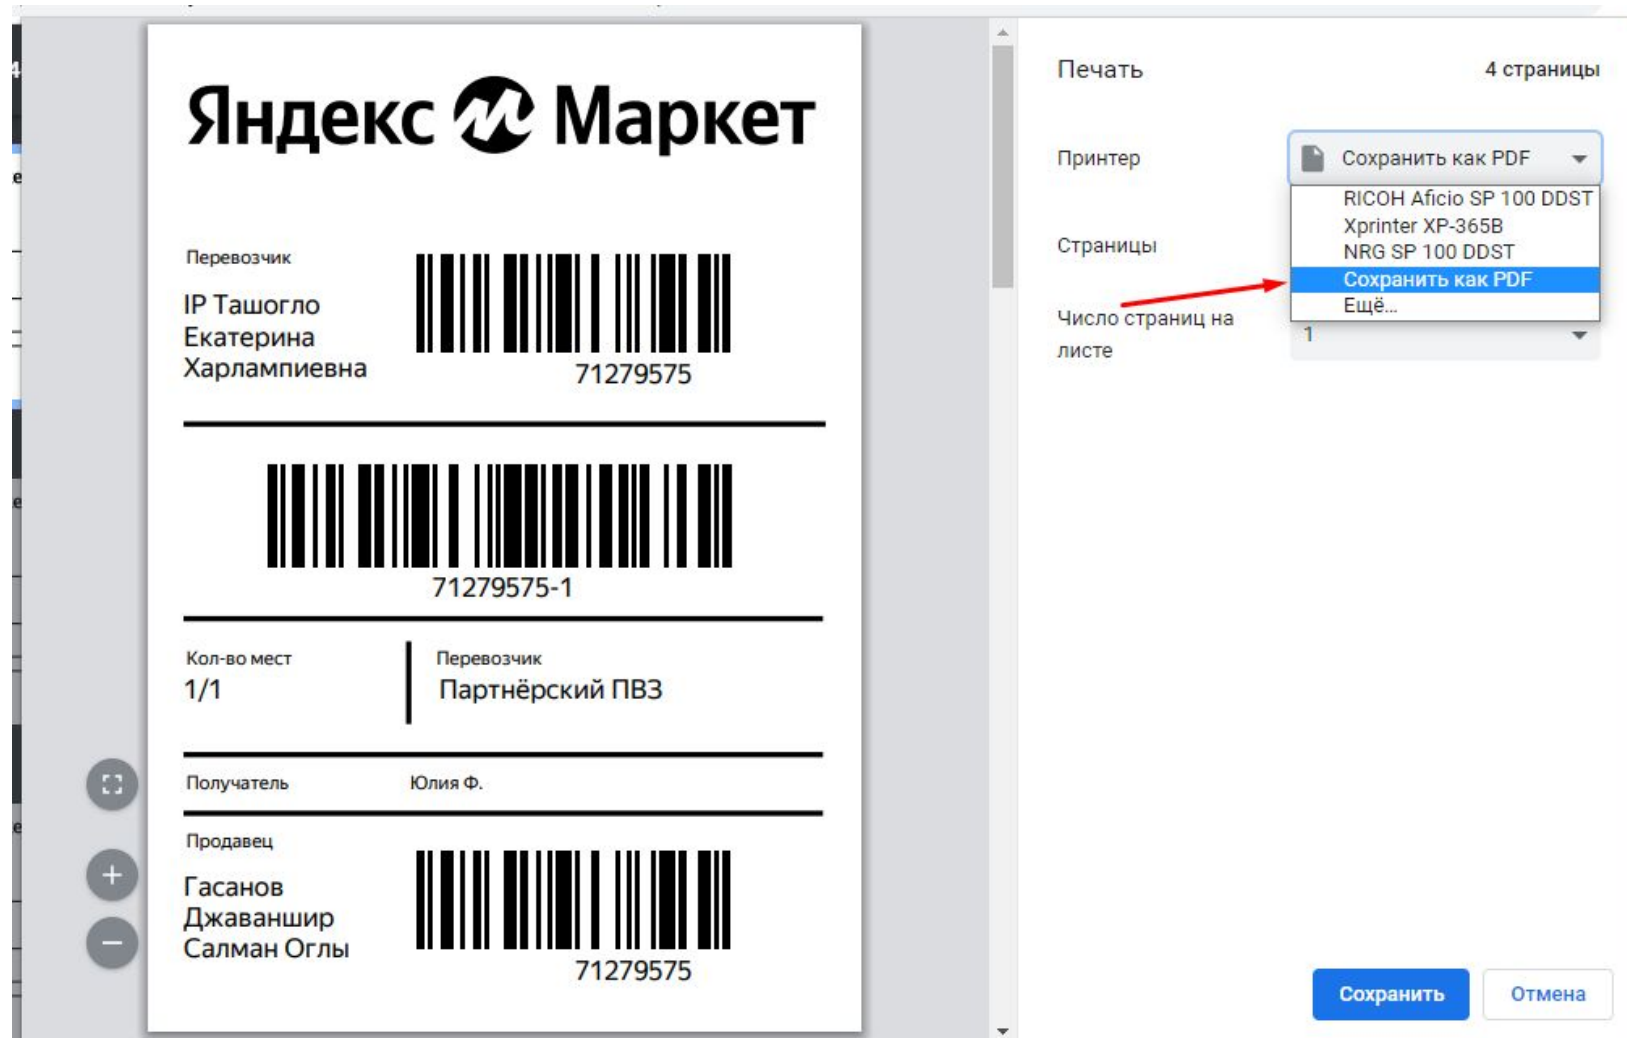 Яндекс Маркет
Перевозчик
IP Ташогло
Екатерина
Харлампиевна
71279575
71279575-1
Кол-во мест
1/1
Перевозчик
Партнёрский ПВЗ
Получатель
Юлия Ф.
Продавец
Гасанов
Джаваншир
Салман Оглы
71279575
Печать
4 страницы
Принтер
Сохранить как PDF
RICOH Aficio SP 100 DDST
Xprinter XP-365B
NRG SP 100 DDST
Сохранить как PDF
Ещё...
Страницы
Число страниц на
листе
1
Сохранить
Отмена